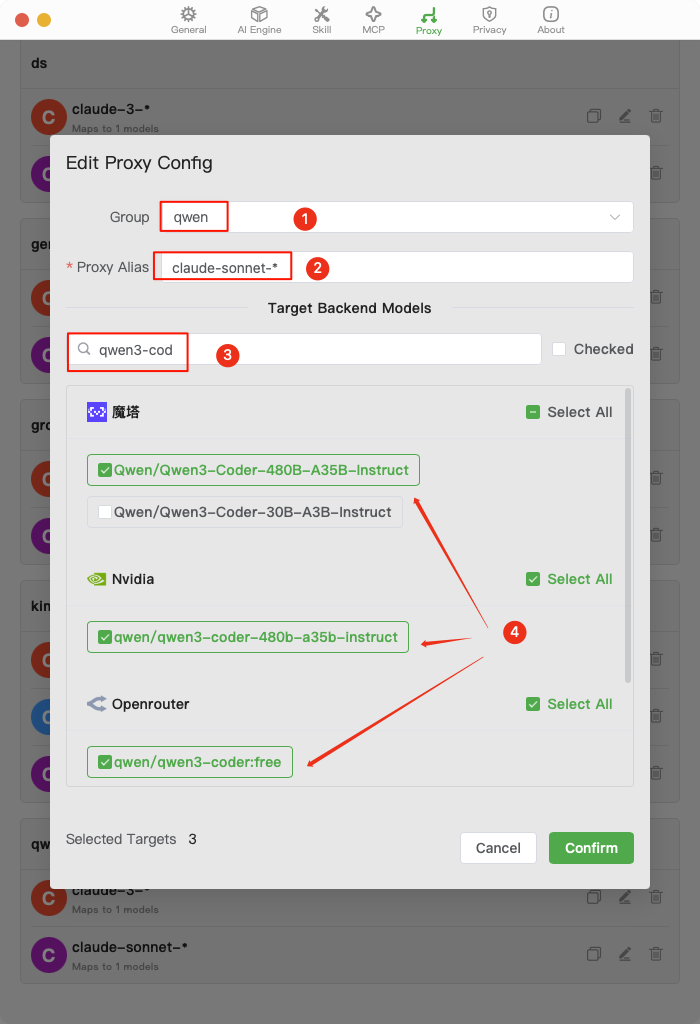 General
AI Engine
Skill
MCP
Proxy
Privacy
About
ds
C
claude-3-*
Maps to 1 models
Edit Proxy Config
Group
qwen
1
* Proxy Alias
claude-sonnet-*
2
Target Backend Models
qwen3-cod
3
Checked
魔塔
Select All
Qwen/Qwen3-Coder-480B-A35B-Instruct
Qwen/Qwen3-Coder-30B-A3B-Instruct
Nvidia
Select All
qwen/qwen3-coder-480b-a35b-instruct
4
Openrouter
Select All
qwen/qwen3-coder:free
Selected Targets 3
Cancel
Confirm
C
claude-3-*
Maps to 1 models
C
claude-sonnet-*
Maps to 1 models